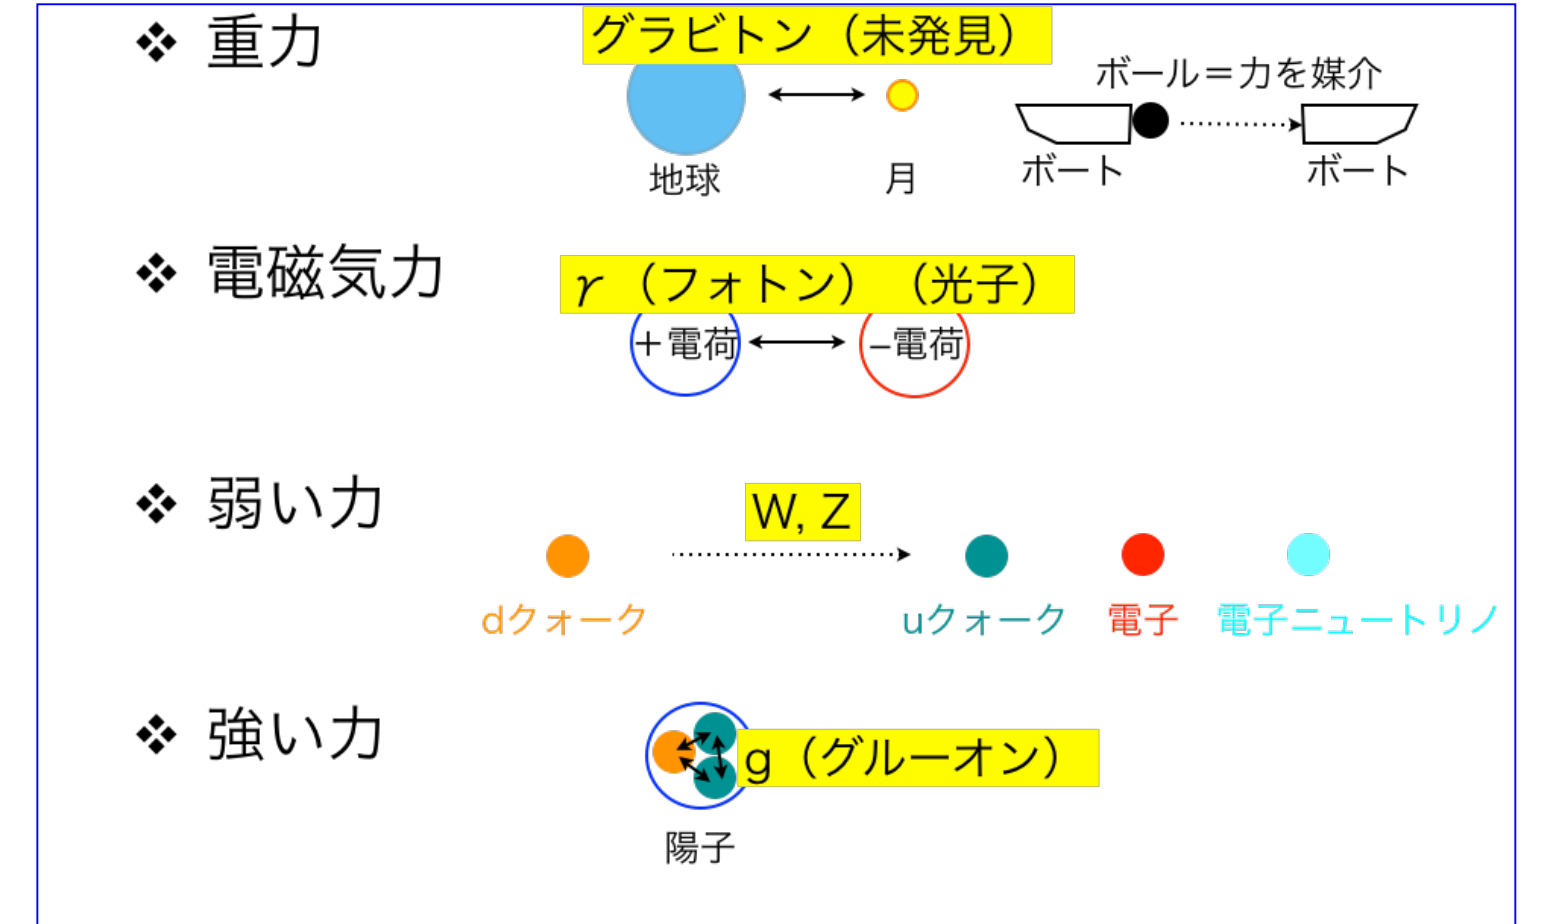 ❖ 重力
グラビトン（未発見）
ボール＝力を媒介
地球
月
ボート
ボート
❖ 電磁気力
γ（フォトン）（光子）
＋電荷
–電荷
❖ 弱い力
W, Z
dクォーク
uクォーク
電子
電子ニュートリノ
❖ 強い力
g（グルーオン）
陽子